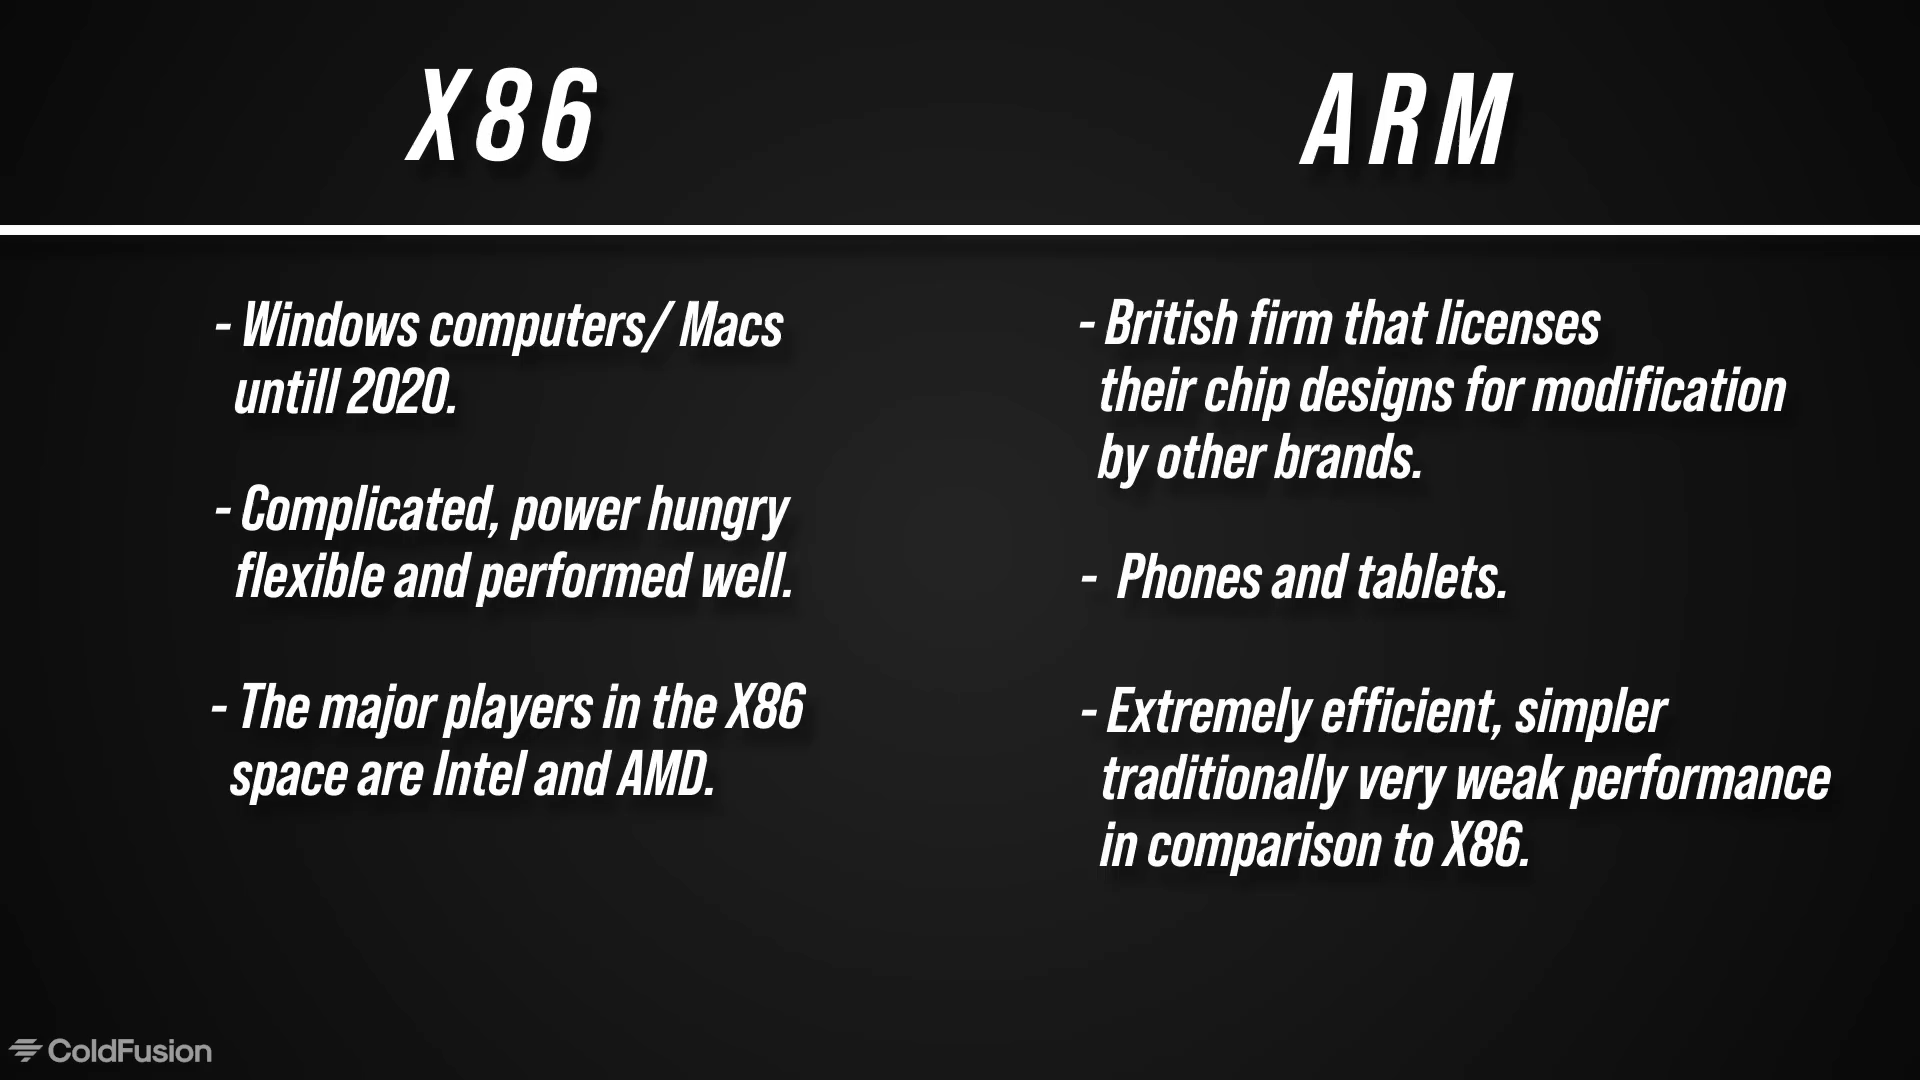 X86
- Windows computers/ Macs
untill 2020.
- Complicated, power hungry
flexible and performed well.
- The major players in the X86
space are Intel and AMD.
ARM
- British firm that licenses
their chip designs for modification
by other brands.
- Phones and tablets.
- Extremely efficient, simpler
traditionally very weak performance
in comparison to X86.
ColdFusion